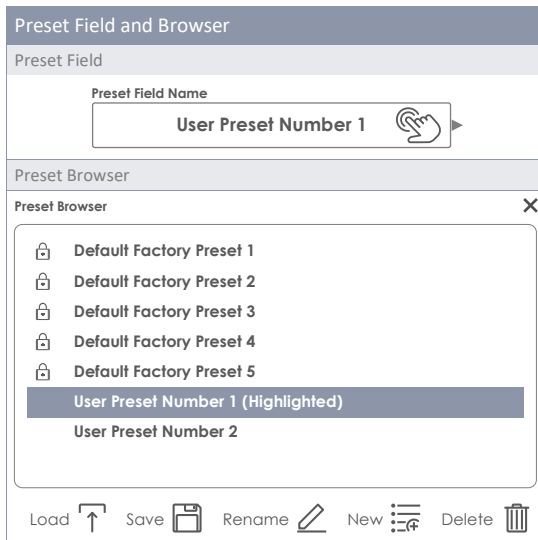 Preset Field and Browser
Preset Field
Preset Field Name
User Preset Number 1
Preset Browser
Preset Browser
Default Factory Preset 1
Default Factory Preset 2
Default Factory Preset 3
Default Factory Preset 4
Default Factory Preset 5
User Preset Number 1 (Highlighted)
User Preset Number 2
Load Save Rename New Delete